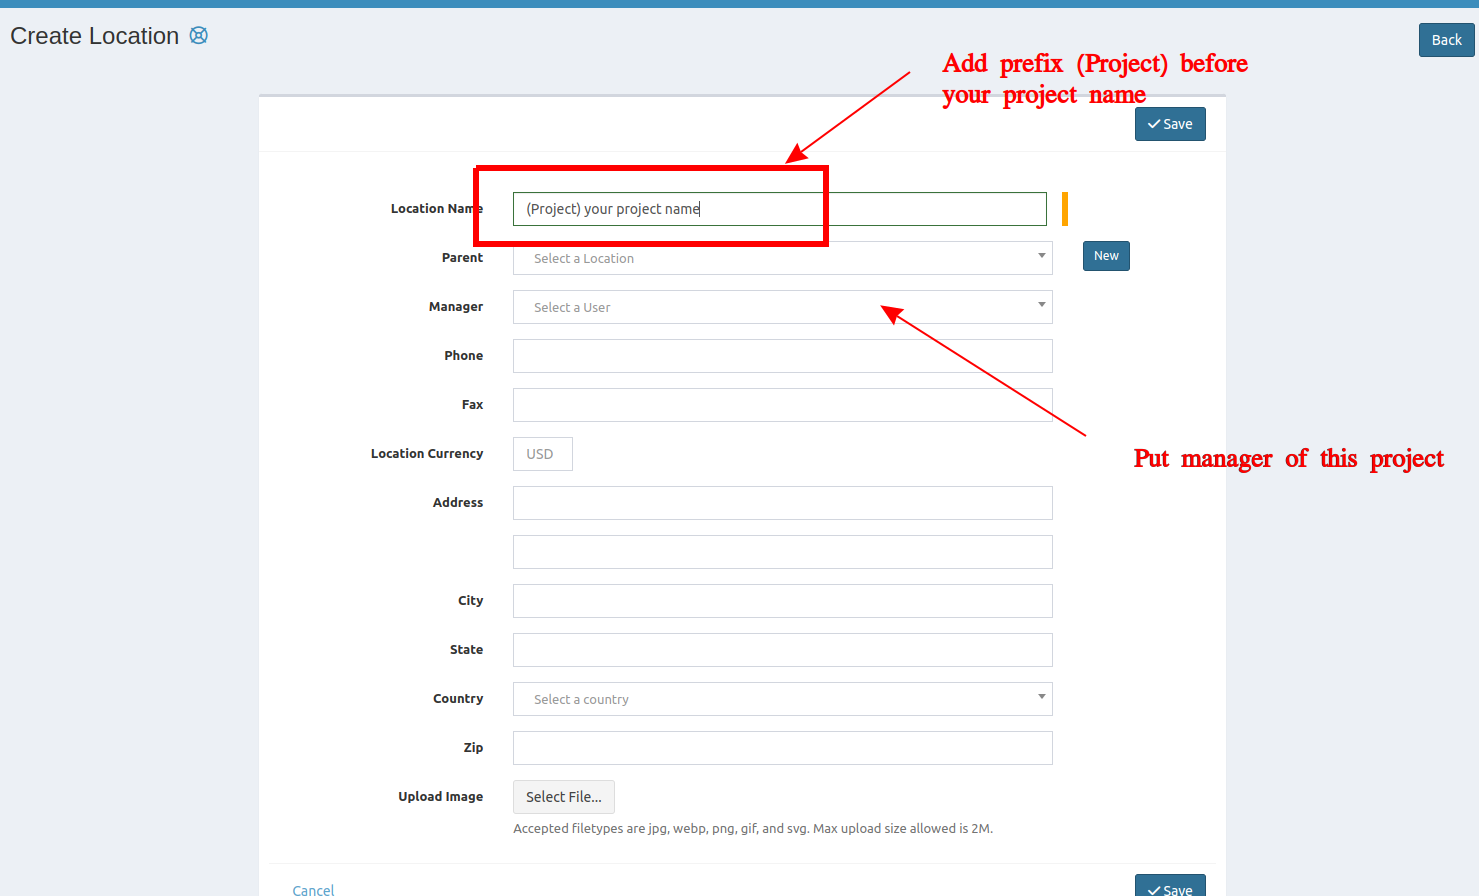 Create Location
Back
Add prefix (Project) before
your project name
Save
Location Name
(Project) your project name
Parent
Select a Location
New
Manager
Select a User
Phone
Fax
Put manager of this project
Location Currency
USD
Address
City
State
Country
Select a country
Zip
Upload Image
Select File...
Accepted filetypes are jpg, webp, png, gif, and svg. Max upload size allowed is 2M.
Cancel
Save